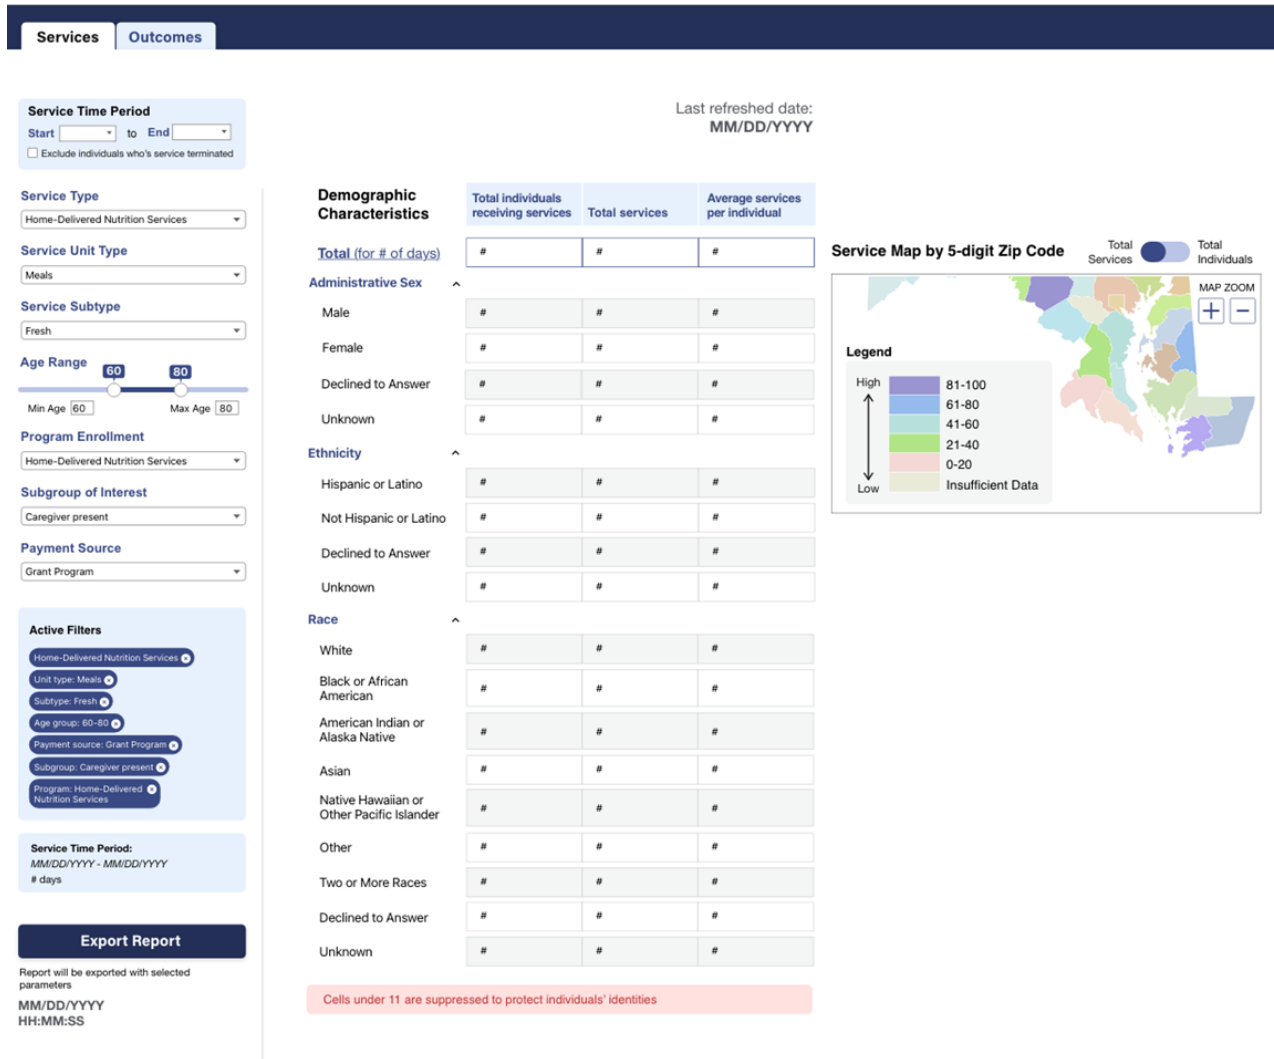 Services
Outcomes
Service Time Period
Start to End
Exclude individuals who's service terminated
Last refreshed date:
MM/DD/YYYY
Service Type
Home-Delivered Nutrition Services
Service Unit Type
Meals
Service Subtype
Fresh
Age Range
60 80
Min Age 60 Max Age 80
Program Enrollment
Home-Delivered Nutrition Services
Subgroup of Interest
Caregiver present
Payment Source
Grant Program
Active Filters
Home-Delivered Nutrition Services
Unit type: Meals
Subtype: Fresh
Age group: 60-80
Payment source: Grant Program
Subgroup: Caregiver present
Program: Home-Delivered
Nutrition Services
Service Time Period:
MM/DD/YYYY - MM/DD/YYYY
# days
Export Report
Report will be exported with selected
parameters
MM/DD/YYYY
HH:MM:SS
Demographic
Characteristics
Total individuals
receiving services
Total services
Average services
per individual
Total (for # of days) # # #
Administrative Sex
Male # # #
Female # # #
Declined to Answer # # #
Unknown # # #
Ethnicity
Hispanic or Latino # # #
Not Hispanic or Latino # # #
Declined to Answer # # #
Unknown # # #
Race
White # # #
Black or African
American # # #
American Indian or
Alaska Native # # #
Asian # # #
Native Hawaiian or
Other Pacific Islander # # #
Other # # #
Two or More Races # # #
Declined to Answer # # #
Unknown # # #
Cells under 11 are suppressed to protect individuals' identities
Service Map by 5-digit Zip Code
Total
Services
Total
Individuals
MAP ZOOM
+ −
Legend
High
Low
81-100
61-80
41-60
21-40
0-20
Insufficient Data